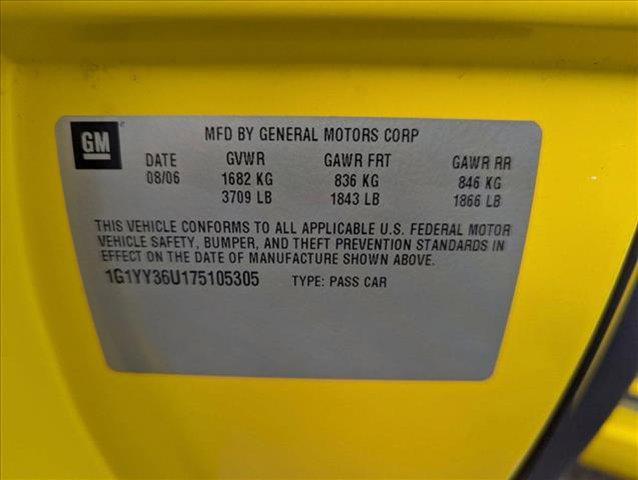 GM
MFD BY GENERAL MOTORS CORP
DATE GVWR GAWR FRT GAWR RR
08/06 1682 KG 836 KG 846 KG
3709 LB 1843 LB 1866 LB
THIS VEHICLE CONFORMS TO ALL APPLICABLE U.S. FEDERAL MOTOR
VEHICLE SAFETY, BUMPER, AND THEFT PREVENTION STANDARDS IN
EFFECT ON THE DATE OF MANUFACTURE SHOWN ABOVE.
1G1YY36U175105305 TYPE: PASS CAR